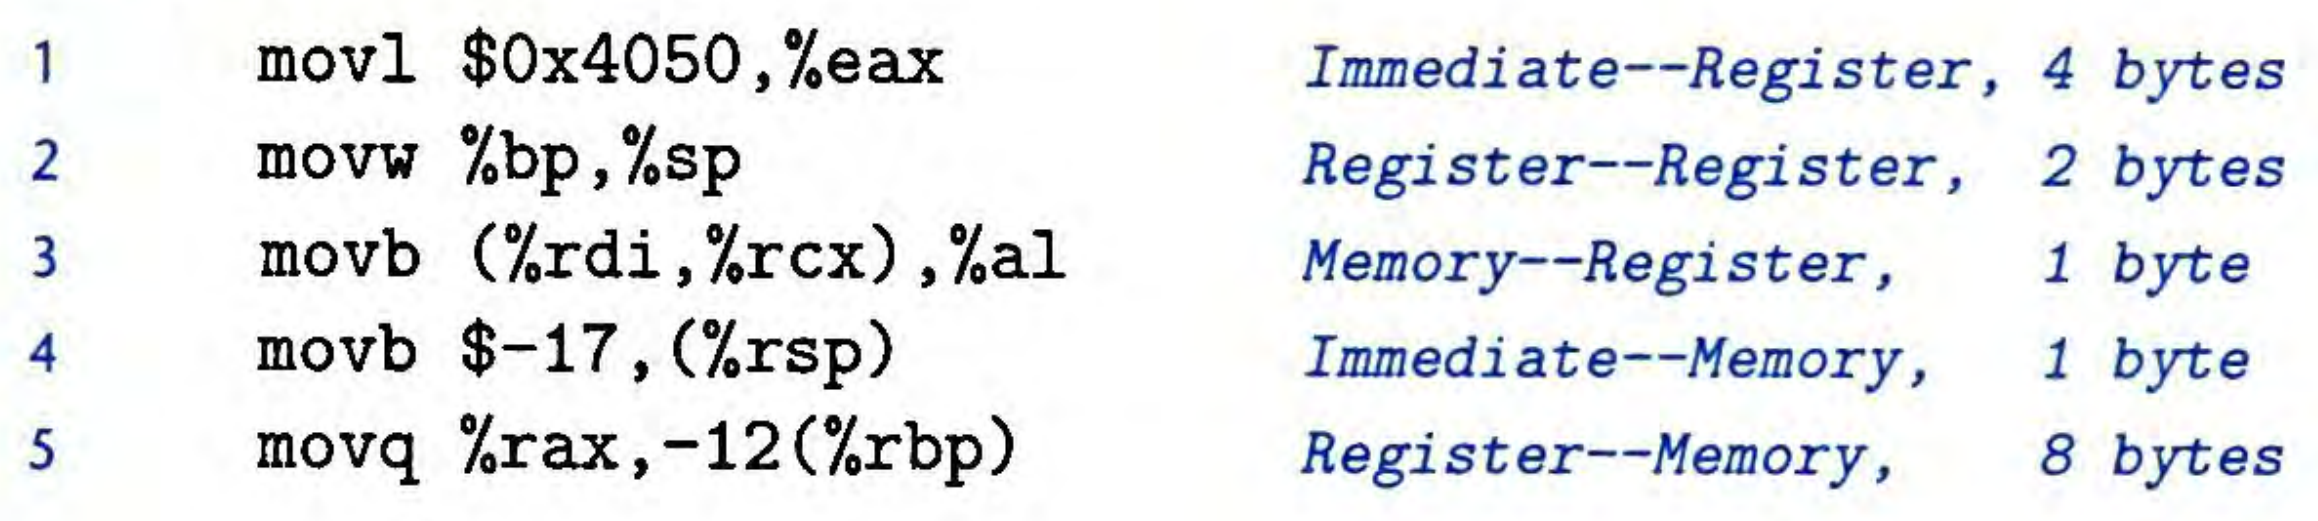 1 movl $0x4050,%eax Immediate--Register, 4 bytes
2 movw %bp,%sp Register--Register, 2 bytes
3 movb (%rdi,%rcx),%al Memory--Register, 1 byte
4 movb $-17,(%rsp) Immediate--Memory, 1 byte
5 movq %rax,-12(%rbp) Register--Memory, 8 bytes